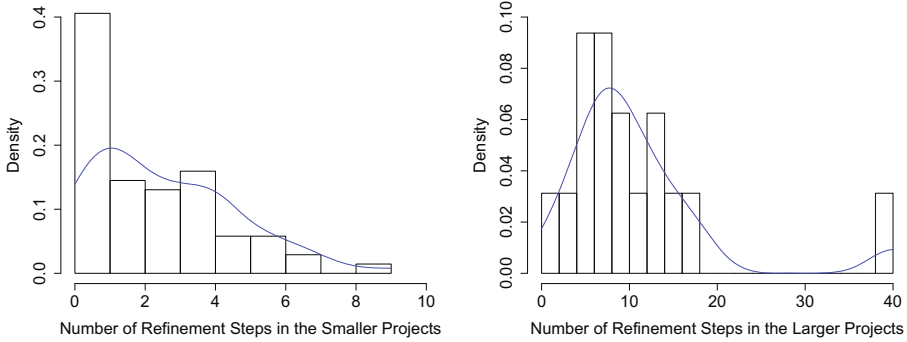 Density
0.0
0.1
0.2
0.3
0.4
0 2 4 6 8 10
Number of Refinement Steps in the Smaller Projects
Density
0.00
0.02
0.04
0.06
0.08
0.10
0 10 20 30 40
Number of Refinement Steps in the Larger Projects